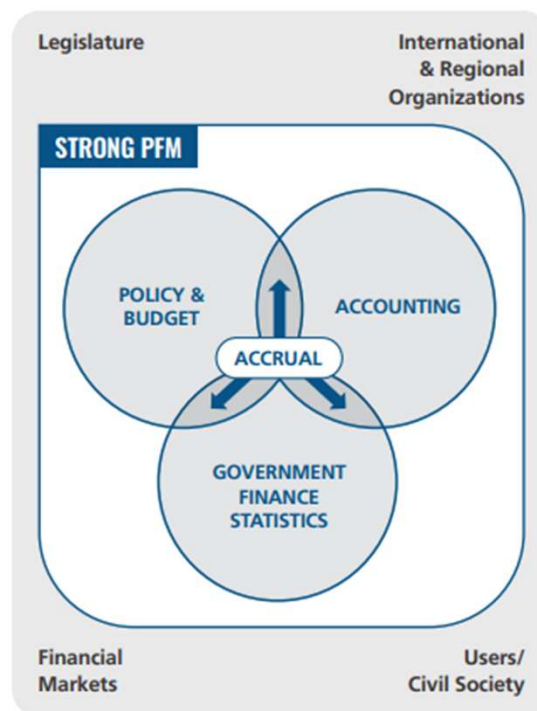 Legislature
International
& Regional
Organizations
STRONG PFM
POLICY &
BUDGET
ACCOUNTING
ACCRUAL
GOVERNMENT
FINANCE
STATISTICS
Financial
Markets
Users/
Civil Society